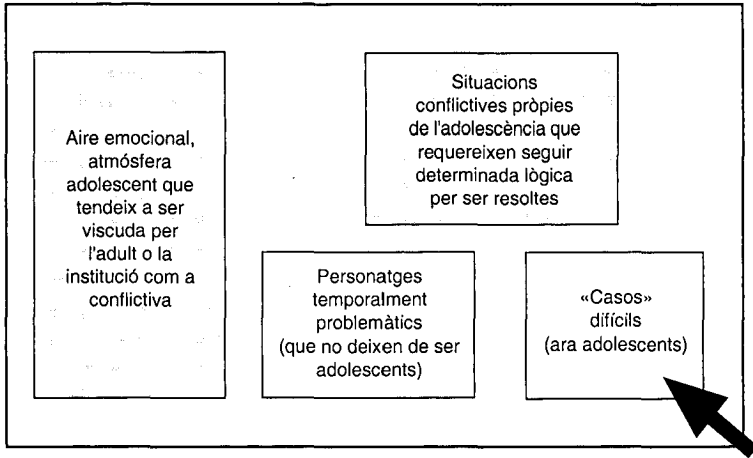 Aire emocional,
atmósfera
adolescent que
tendeix a ser
viscuda per
l'adult o la
institució com a
conflictiva
Situacions
conflictives pròpies
de l'adolescència que
requereixen seguir
determinada lògica
per ser resoltes
Personatges
temporalment
problemàtics
(que no deixen de ser
adolescents)
«Casos»
difícils
(ara adolescents)